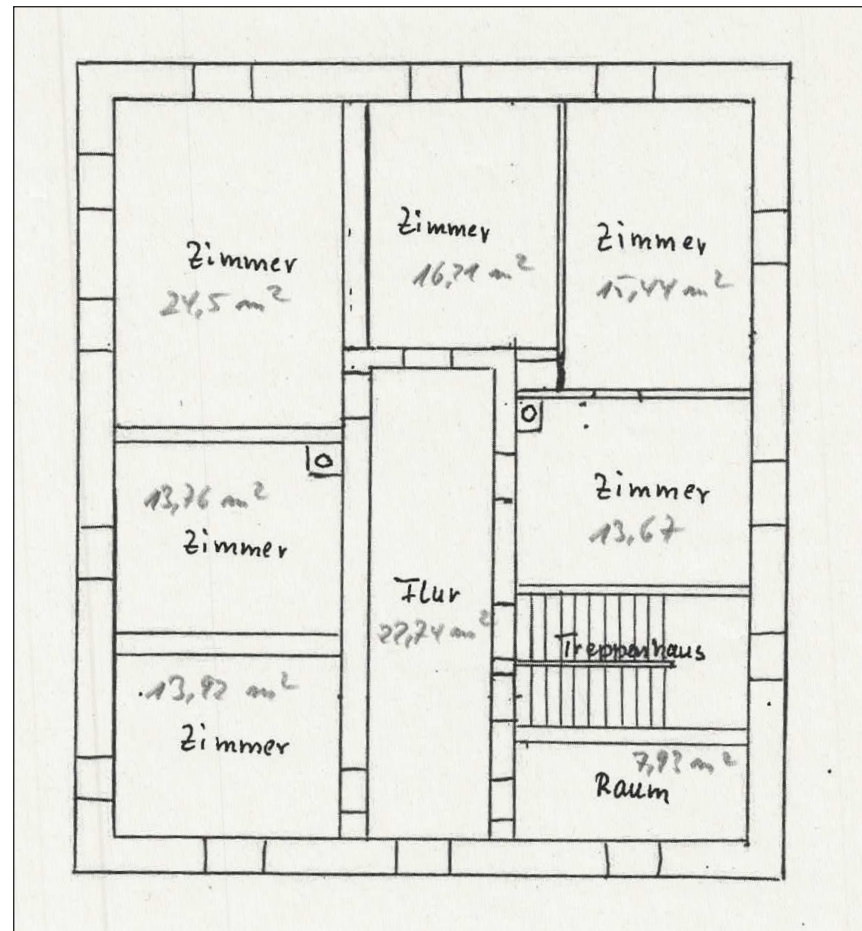 Zimmer
24,5 m²
Zimmer
16,71 m²
Zimmer
15,44 m²
13,76 m²
Zimmer
Zimmer
13,67
Flur
22,74 m²
Treppenhaus
13,92 m²
Zimmer
7,93 m²
Raum